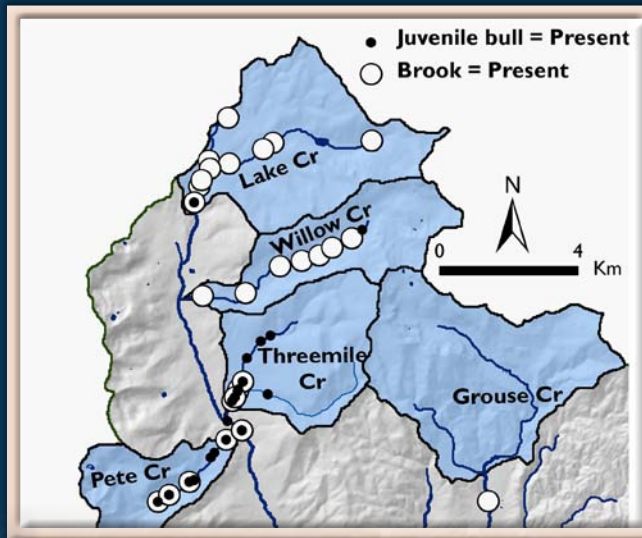 Juvenile bull = Present
Brook = Present
Lake Cr
N
Willow Cr
0 4
Km
Threemile
Cr
Grouse Cr
Pete Cr